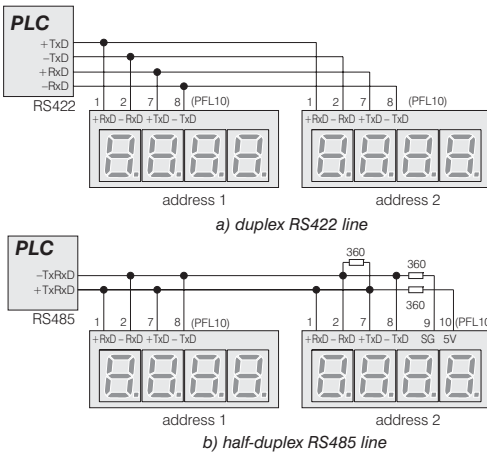 PLC
+TxD
−TxD
+RxD
−RxD
RS422
1 2 7 8 (PFL10)
+RxD –RxD +TxD –TxD
address 1
1 2 7 8 (PFL10)
+RxD –RxD +TxD –TxD
address 2
a) duplex RS422 line
PLC
−TxRxD
+TxRxD
RS485
360
360
360
1 2 7 8 (PFL10)
+RxD –RxD +TxD –TxD
address 1
1 2 7 8 9 10 (PFL10
+RxD –RxD +TxD –TxD SG 5V
address 2
b) half-duplex RS485 line